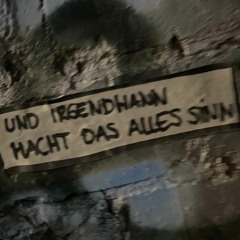 UND IRGENDWANN
MACHT DAS ALLES SINN